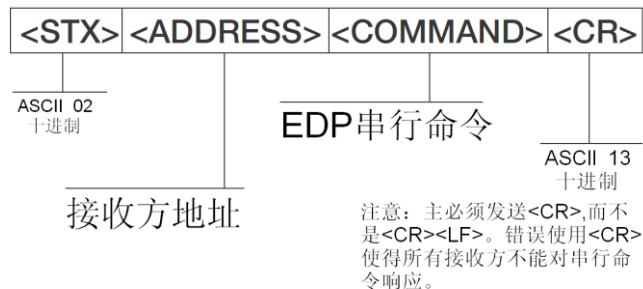 <STX> <ADDRESS> <COMMAND> <CR>
ASCII 02
十进制
EDP串行命令
ASCII 13
十进制
接收方地址
注意：主必须发送<CR>,而不
是<CR><LF>。错误使用<CR>
使得所有接收方不能对串行命
令响应。